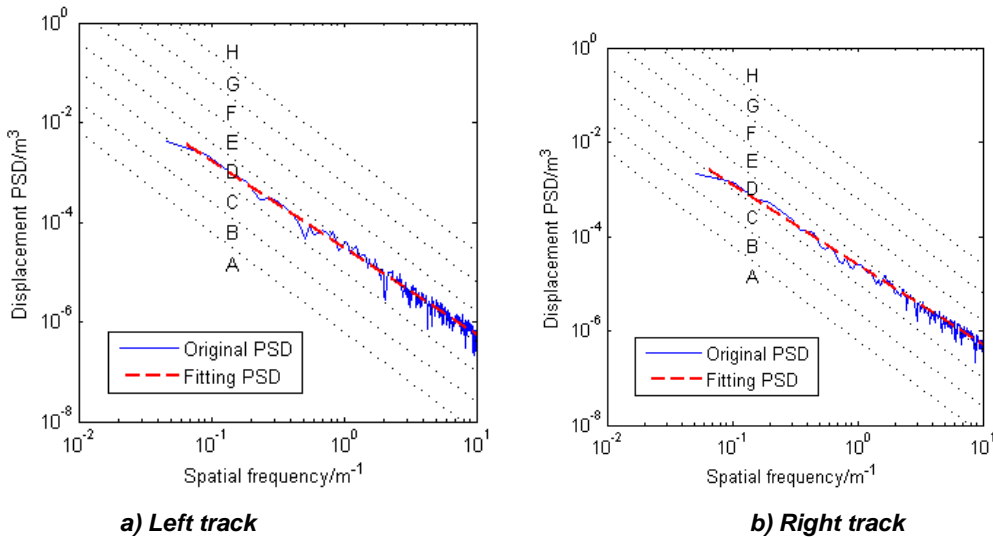 10^0
10^-2
10^-4
10^-6
10^-8
Displacement PSD/m^3
H
G
F
E
D
C
B
A
Original PSD
Fitting PSD
10^-2
10^-1
10^0
10^1
Spatial frequency/m^-1
a) Left track
10^0
10^-2
10^-4
10^-6
10^-8
Displacement PSD/m^3
H
G
F
E
D
C
B
A
Original PSD
Fitting PSD
10^-2
10^-1
10^0
10^1
Spatial frequency/m^-1
b) Right track